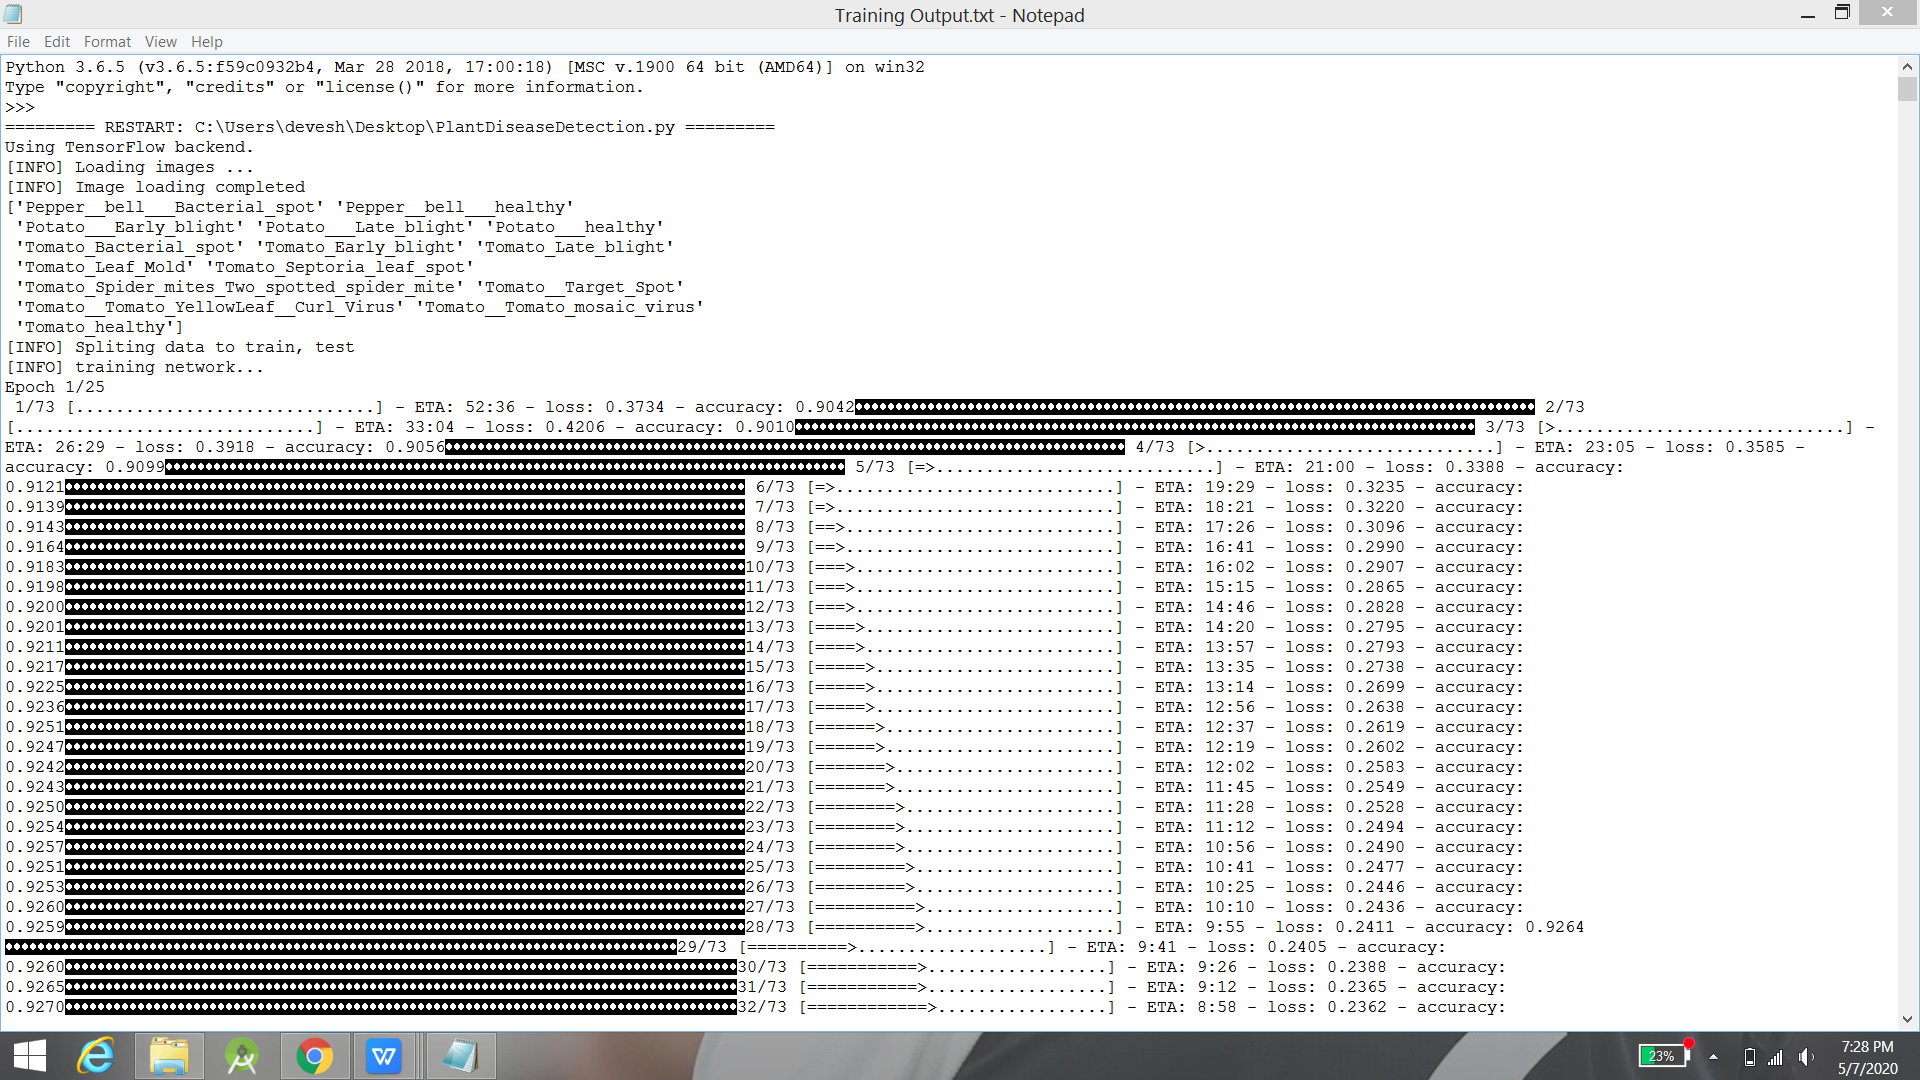 Training Output.txt - Notepad
File Edit Format View Help
Python 3.6.5 (v3.6.5:f59c0932b4, Mar 28 2018, 17:00:18) [MSC v.1900 64 bit (AMD64)] on win32
Type "copyright", "credits" or "license()" for more information.
>>>
========= RESTART: C:\Users\devesh\Desktop\PlantDiseaseDetection.py =========
Using TensorFlow backend.
[INFO] Loading images ...
[INFO] Image loading completed
['Pepper__bell___Bacterial_spot' 'Pepper__bell___healthy'
'Potato___Early_blight' 'Potato___Late_blight' 'Potato___healthy'
'Tomato_Bacterial_spot' 'Tomato_Early_blight' 'Tomato_Late_blight'
'Tomato_Leaf_Mold' 'Tomato_Septoria_leaf_spot'
'Tomato_Spider_mites_Two_spotted_spider_mite' 'Tomato__Target_Spot'
'Tomato__Tomato_YellowLeaf__Curl_Virus' 'Tomato__Tomato_mosaic_virus'
'Tomato_healthy']
[INFO] Spliting data to train, test
[INFO] training network...
Epoch 1/25
1/73 [..............................] - ETA: 52:36 - loss: 0.3734 - accuracy: 0.9042 2/73
[..............................] - ETA: 33:04 - loss: 0.4206 - accuracy: 0.9010 3/73 [>.............................] -
ETA: 26:29 - loss: 0.3918 - accuracy: 0.9056 4/73 [>.............................] - ETA: 23:05 - loss: 0.3585 -
accuracy: 0.9099 5/73 [=>............................] - ETA: 21:00 - loss: 0.3388 - accuracy:
0.9121 6/73 [=>............................] - ETA: 19:29 - loss: 0.3235 - accuracy:
0.9139 7/73 [=>............................] - ETA: 18:21 - loss: 0.3220 - accuracy:
0.9143 8/73 [==>...........................] - ETA: 17:26 - loss: 0.3096 - accuracy:
0.9164 9/73 [==>...........................] - ETA: 16:41 - loss: 0.2990 - accuracy:
0.9183 10/73 [===>..........................] - ETA: 16:02 - loss: 0.2907 - accuracy:
0.9198 11/73 [===>..........................] - ETA: 15:15 - loss: 0.2865 - accuracy:
0.9200 12/73 [===>..........................] - ETA: 14:46 - loss: 0.2828 - accuracy:
0.9201 13/73 [====>.........................] - ETA: 14:20 - loss: 0.2795 - accuracy:
0.9211 14/73 [====>.........................] - ETA: 13:57 - loss: 0.2793 - accuracy:
0.9217 15/73 [=====>........................] - ETA: 13:35 - loss: 0.2738 - accuracy:
0.9225 16/73 [=====>........................] - ETA: 13:14 - loss: 0.2699 - accuracy:
0.9236 17/73 [=====>........................] - ETA: 12:56 - loss: 0.2638 - accuracy:
0.9251 18/73 [======>.......................] - ETA: 12:37 - loss: 0.2619 - accuracy:
0.9247 19/73 [======>.......................] - ETA: 12:19 - loss: 0.2602 - accuracy:
0.9242 20/73 [=======>......................] - ETA: 12:02 - loss: 0.2583 - accuracy:
0.9243 21/73 [=======>......................] - ETA: 11:45 - loss: 0.2549 - accuracy:
0.9250 22/73 [========>.....................] - ETA: 11:28 - loss: 0.2528 - accuracy:
0.9254 23/73 [========>.....................] - ETA: 11:12 - loss: 0.2494 - accuracy:
0.9257 24/73 [========>.....................] - ETA: 10:56 - loss: 0.2490 - accuracy:
0.9251 25/73 [=========>....................] - ETA: 10:41 - loss: 0.2477 - accuracy:
0.9253 26/73 [=========>....................] - ETA: 10:25 - loss: 0.2446 - accuracy:
0.9260 27/73 [==========>...................] - ETA: 10:10 - loss: 0.2436 - accuracy:
0.9259 28/73 [==========>...................] - ETA: 9:55 - loss: 0.2411 - accuracy: 0.9264
29/73 [==========>...................] - ETA: 9:41 - loss: 0.2405 - accuracy:
0.9260 30/73 [===========>..................] - ETA: 9:26 - loss: 0.2388 - accuracy:
0.9265 31/73 [===========>..................] - ETA: 9:12 - loss: 0.2365 - accuracy:
0.9270 32/73 [============>.................] - ETA: 8:58 - loss: 0.2362 - accuracy:
23%
7:28 PM
5/7/2020